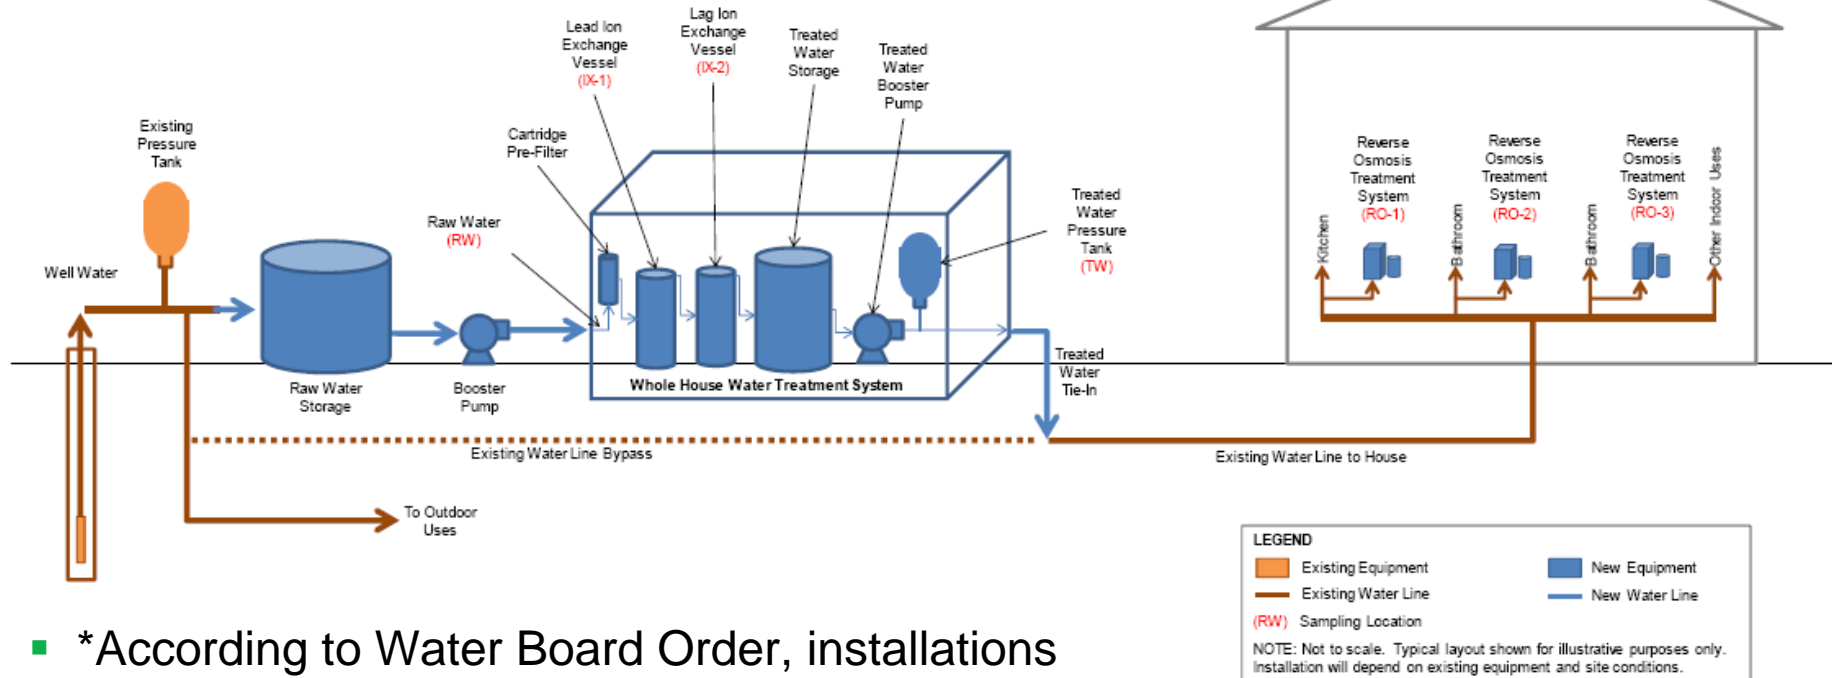 Lead Ion
Exchange
Vessel
(IX-1)
Lag Ion
Exchange
Vessel
(IX-2)
Treated
Water
Storage
Treated
Water
Booster
Pump
Existing
Pressure
Tank
Cartridge
Pre-Filter
Raw Water
(RW)
Well Water
Treated
Water
Pressure
Tank
(TW)
Reverse
Osmosis
Treatment
System
(RO-1)
Reverse
Osmosis
Treatment
System
(RO-2)
Reverse
Osmosis
Treatment
System
(RO-3)
Kitchen
Bathroom
Bathroom
Other Indoor Uses
Raw Water
Storage
Booster
Pump
Whole House Water Treatment System
Treated
Water
Tie-In
Existing Water Line Bypass
Existing Water Line to House
To Outdoor
Uses
LEGEND
Existing Equipment
New Equipment
Existing Water Line
New Water Line
(RW) Sampling Location
NOTE: Not to scale. Typical layout shown for illustrative purposes only.
Installation will depend on existing equipment and site conditions.
*According to Water Board Order, installations